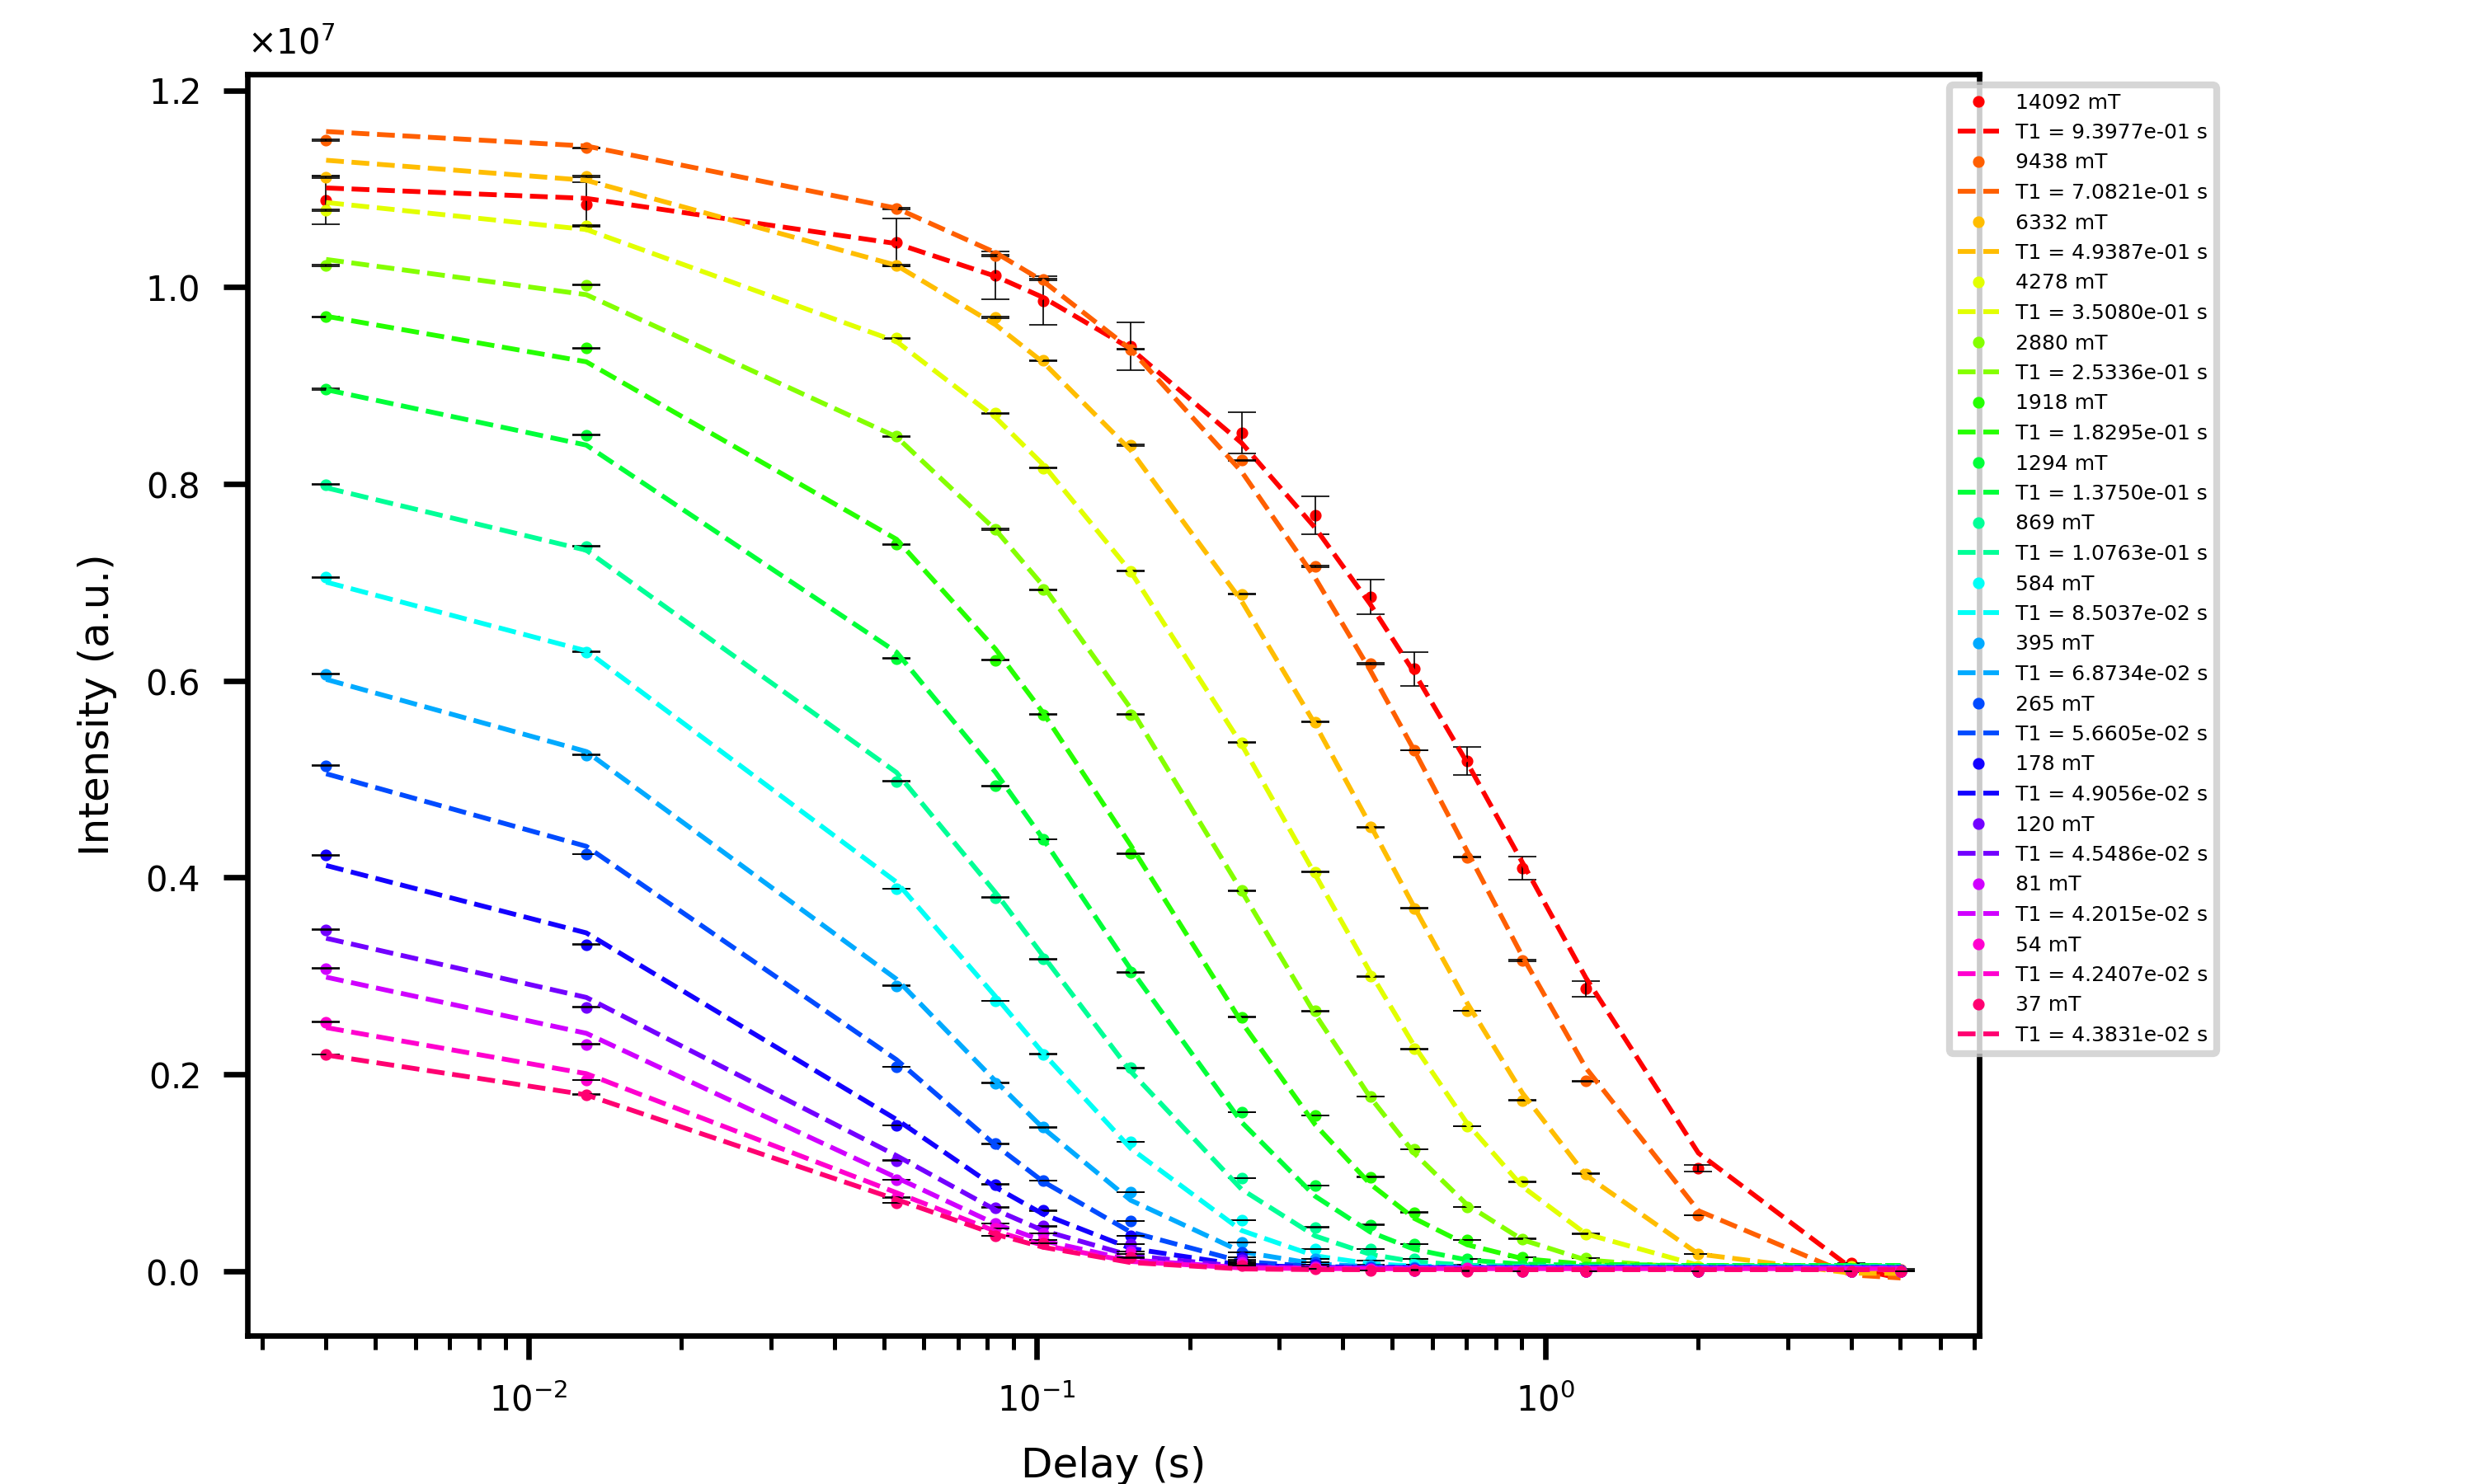 ×10⁷
1.2
1.0
0.8
0.6
0.4
0.2
0.0
Intensity (a.u.)
10⁻²
10⁻¹
10⁰
Delay (s)
14092 mT
T1 = 9.3977e-01 s
9438 mT
T1 = 7.0821e-01 s
6332 mT
T1 = 4.9387e-01 s
4278 mT
T1 = 3.5080e-01 s
2880 mT
T1 = 2.5336e-01 s
1918 mT
T1 = 1.8295e-01 s
1294 mT
T1 = 1.3750e-01 s
869 mT
T1 = 1.0763e-01 s
584 mT
T1 = 8.5037e-02 s
395 mT
T1 = 6.8734e-02 s
265 mT
T1 = 5.6605e-02 s
178 mT
T1 = 4.9056e-02 s
120 mT
T1 = 4.5486e-02 s
81 mT
T1 = 4.2015e-02 s
54 mT
T1 = 4.2407e-02 s
37 mT
T1 = 4.3831e-02 s